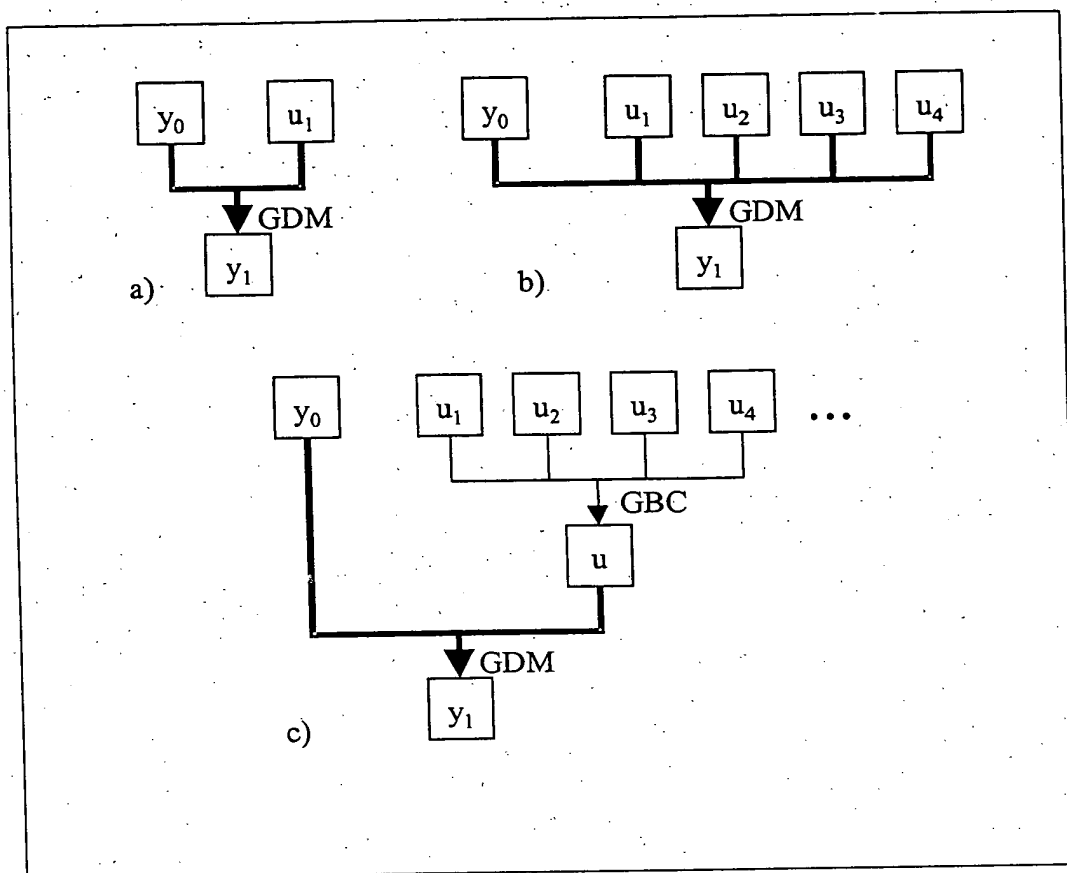 y₀ u₁
GDM
y₁
a)
y₀ u₁ u₂ u₃ u₄
GDM
y₁
b)
y₀ u₁ u₂ u₃ u₄ •••
GBC
u
GDM
y₁
c)